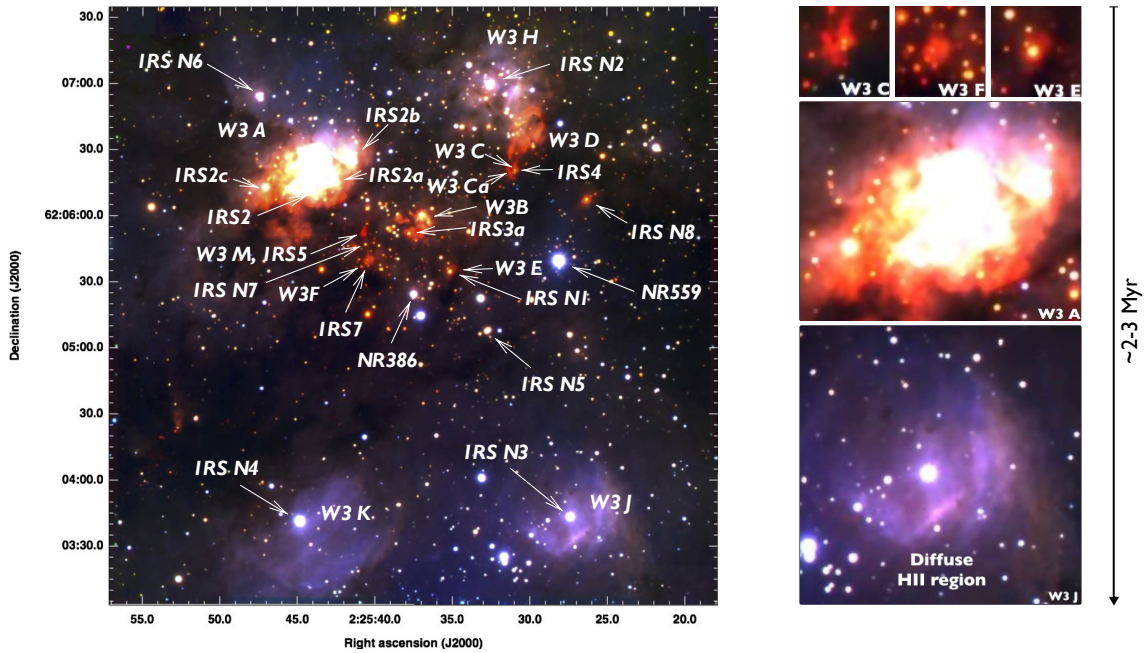 30.0
07:00.0
30.0
62:06:00.0
30.0
05:00.0
30.0
04:00.0
03:30.0
Declination (J2000)
55.0
50.0
45.0
2:25:40.0
35.0
30.0
25.0
20.0
Right ascension (J2000)
W3 H
IRS N6
IRS N2
W3 A
IRS2b
W3 D
W3 C
IRS2c
IRS2a
IRS4
W3 Ca
IRS2
W3B
IRS3a
IRS N8
W3 M, IRS5
IRS N7
W3 E
W3F
IRS N1
NR559
IRS7
NR386
IRS N5
IRS N4
IRS N3
W3 K
W3 J
W3 C
W3 F
W3 E
W3 A
Diffuse
HII region
W3 J
~2-3 Myr